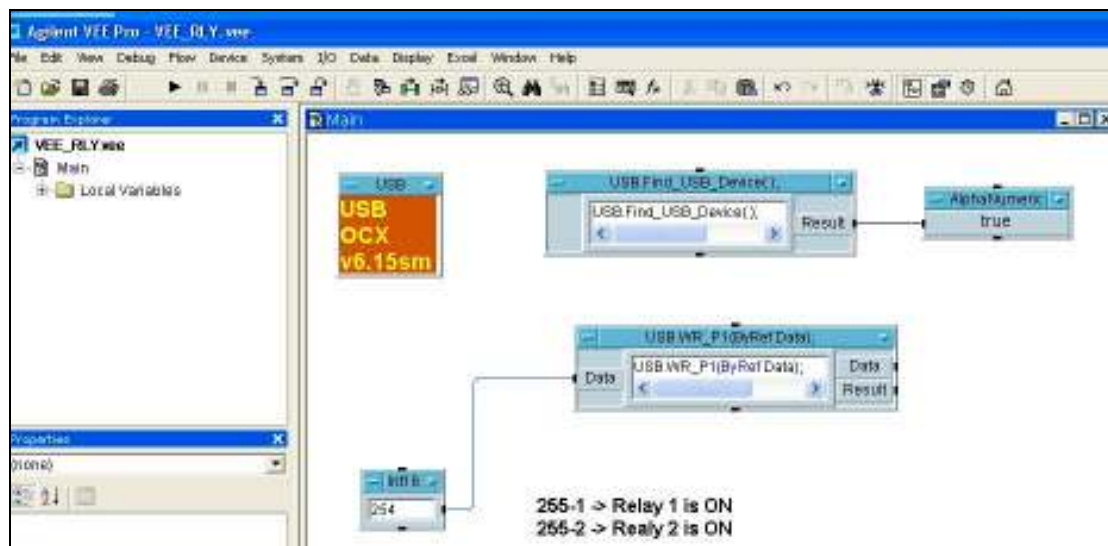 Agilent VEE Pro - VEE_RLY.vee
File Edit View Debug Flow Device System I/O Data Display Excel Window Help
Program Explorer
Main
VEE_RLY.vee
Main
Local Variables
USB
USB
OCX
v6.15sm
USB.Find_USB_Device();
USB.Find_USB_Device();
Result
AlphaNumeric
true
USB.WR_P1(ByRef Data);
Data
USB.WR_P1(ByRef Data);
Data
Result
Properties
(none)
Int16
254
255-1 -> Relay 1 is ON
255-2 -> Realy 2 is ON